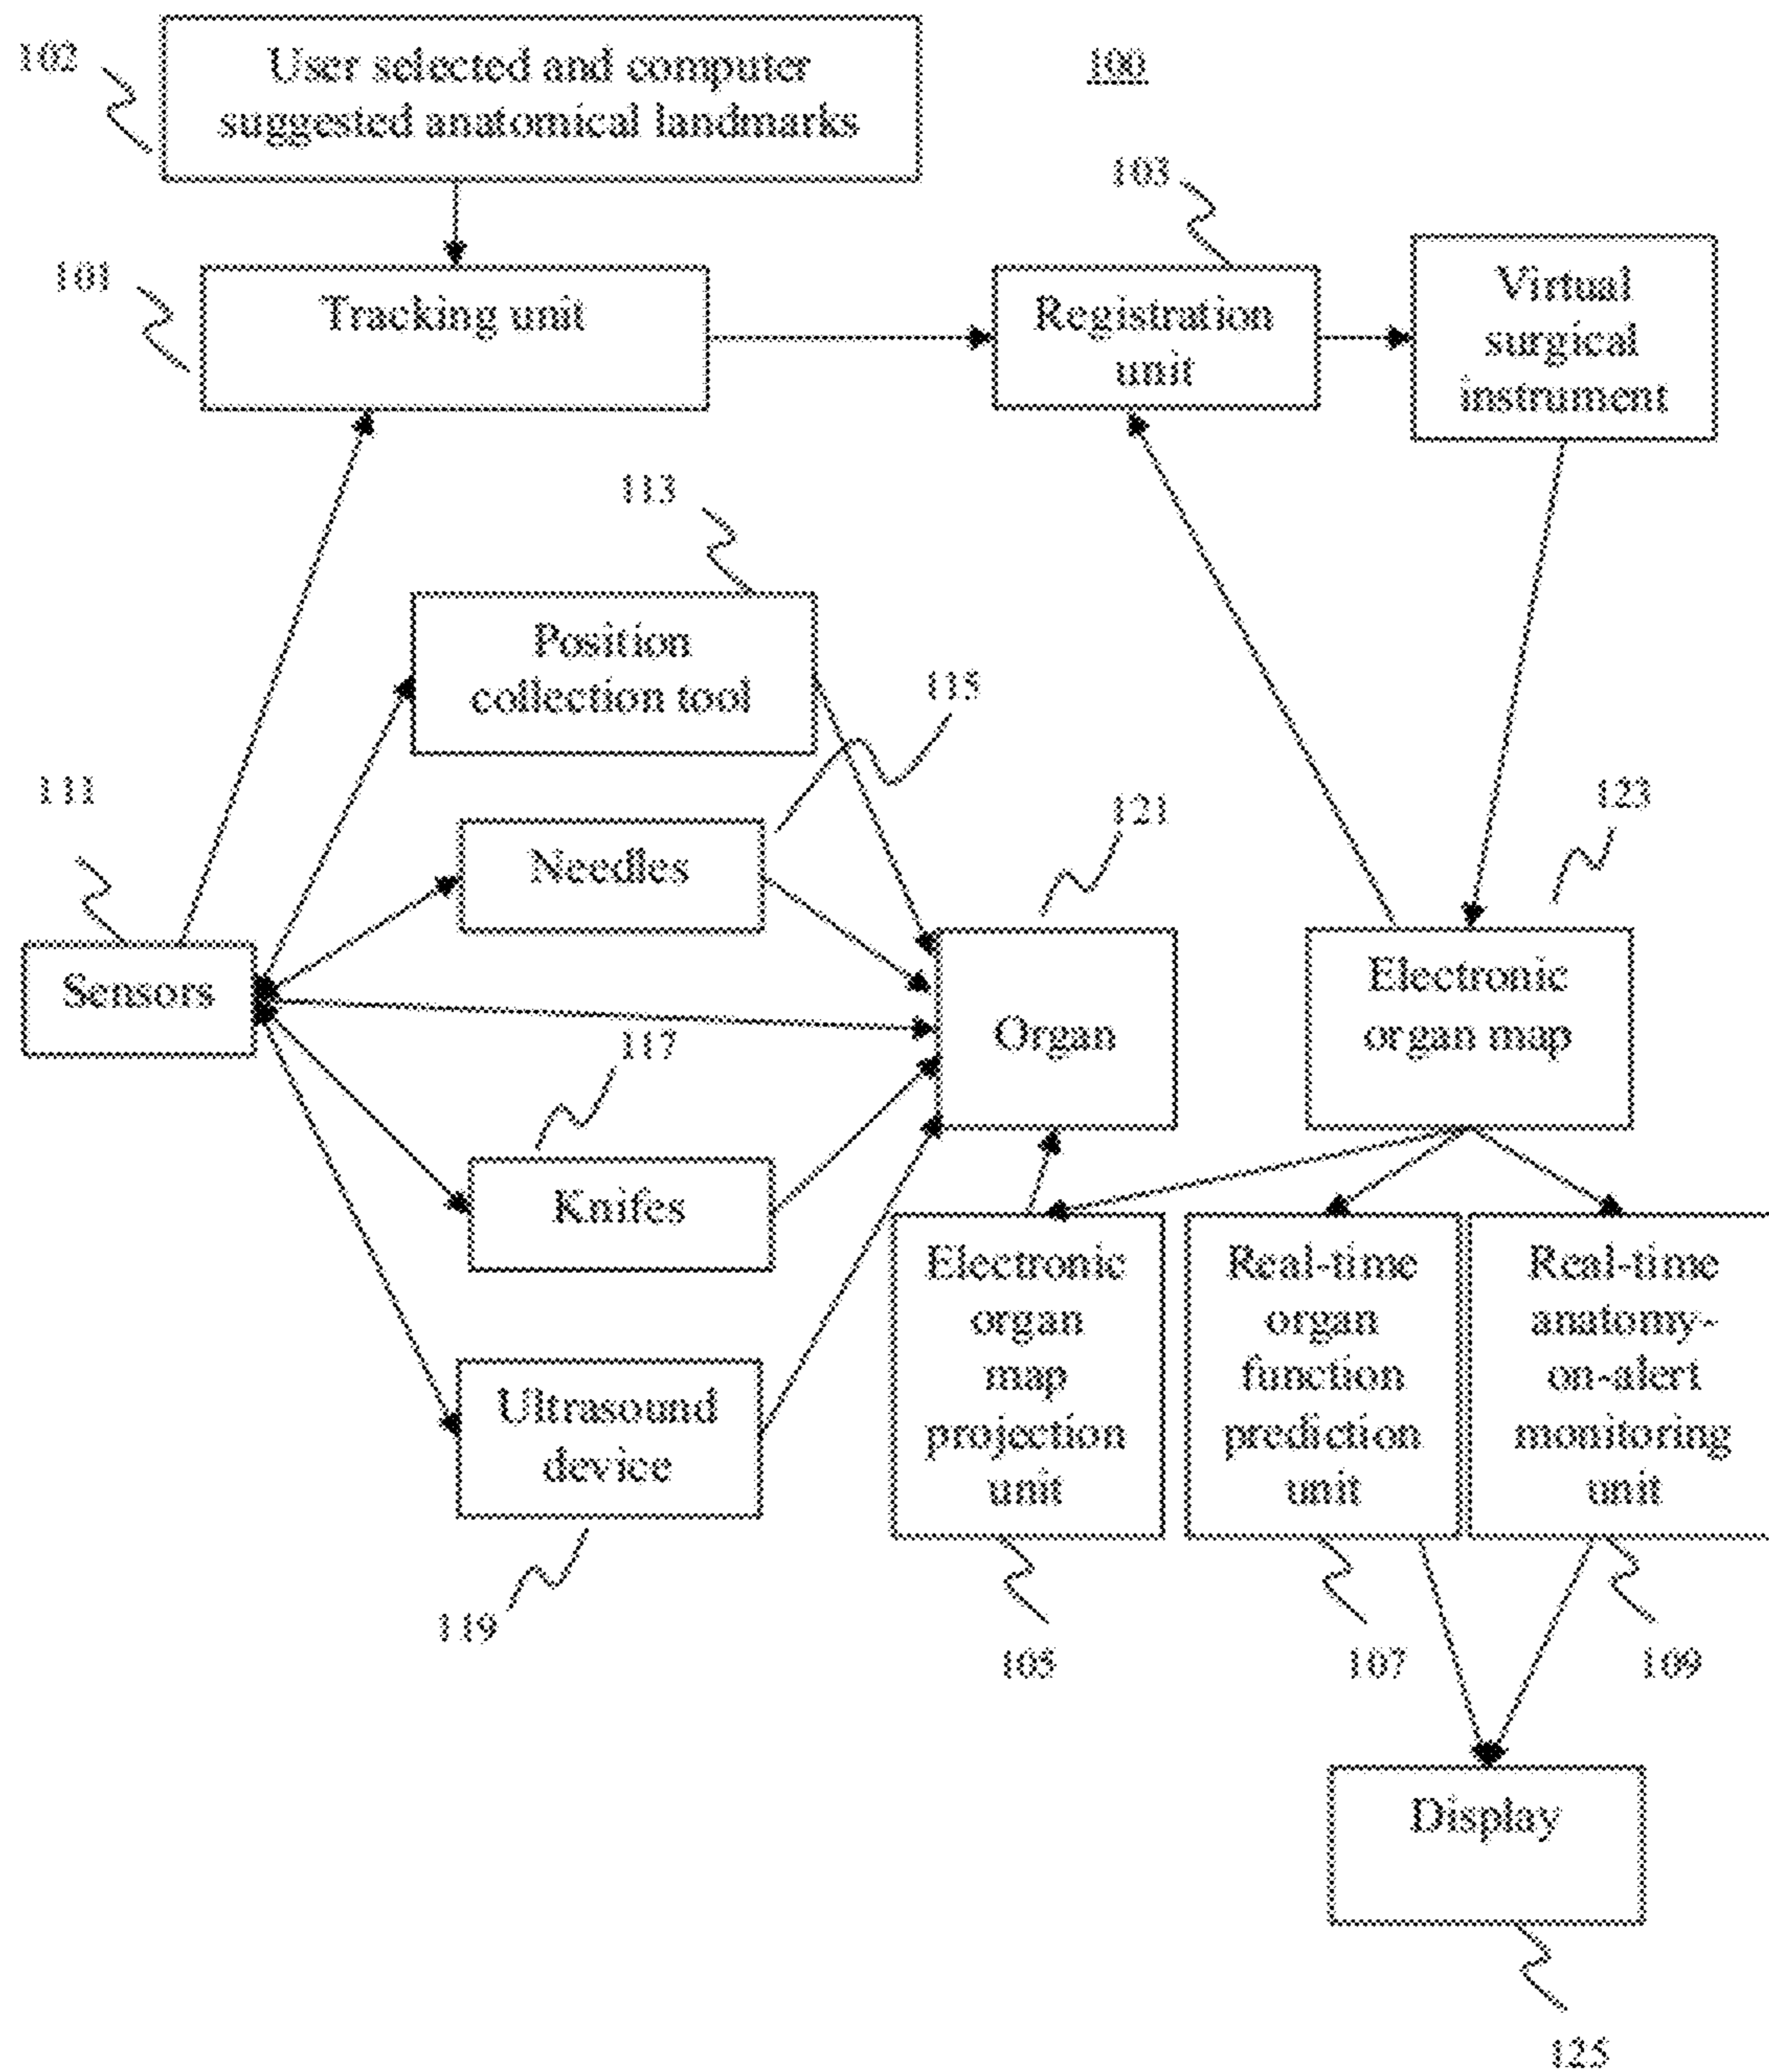 102
User selected and computer
suggested anatomical landmarks
100
103
101
Tracking unit
Registration
unit
Virtual
surgical
instrument
113
Position
collection tool
115
111
Needles
121
123
Sensors
Organ
Electronic
organ map
117
Knifes
Ultrasound
device
119
Electronic
organ
map
projection
unit
Real-time
organ
function
prediction
unit
Real-time
anatomy-
on-alert
monitoring
unit
105
107
109
Display
125